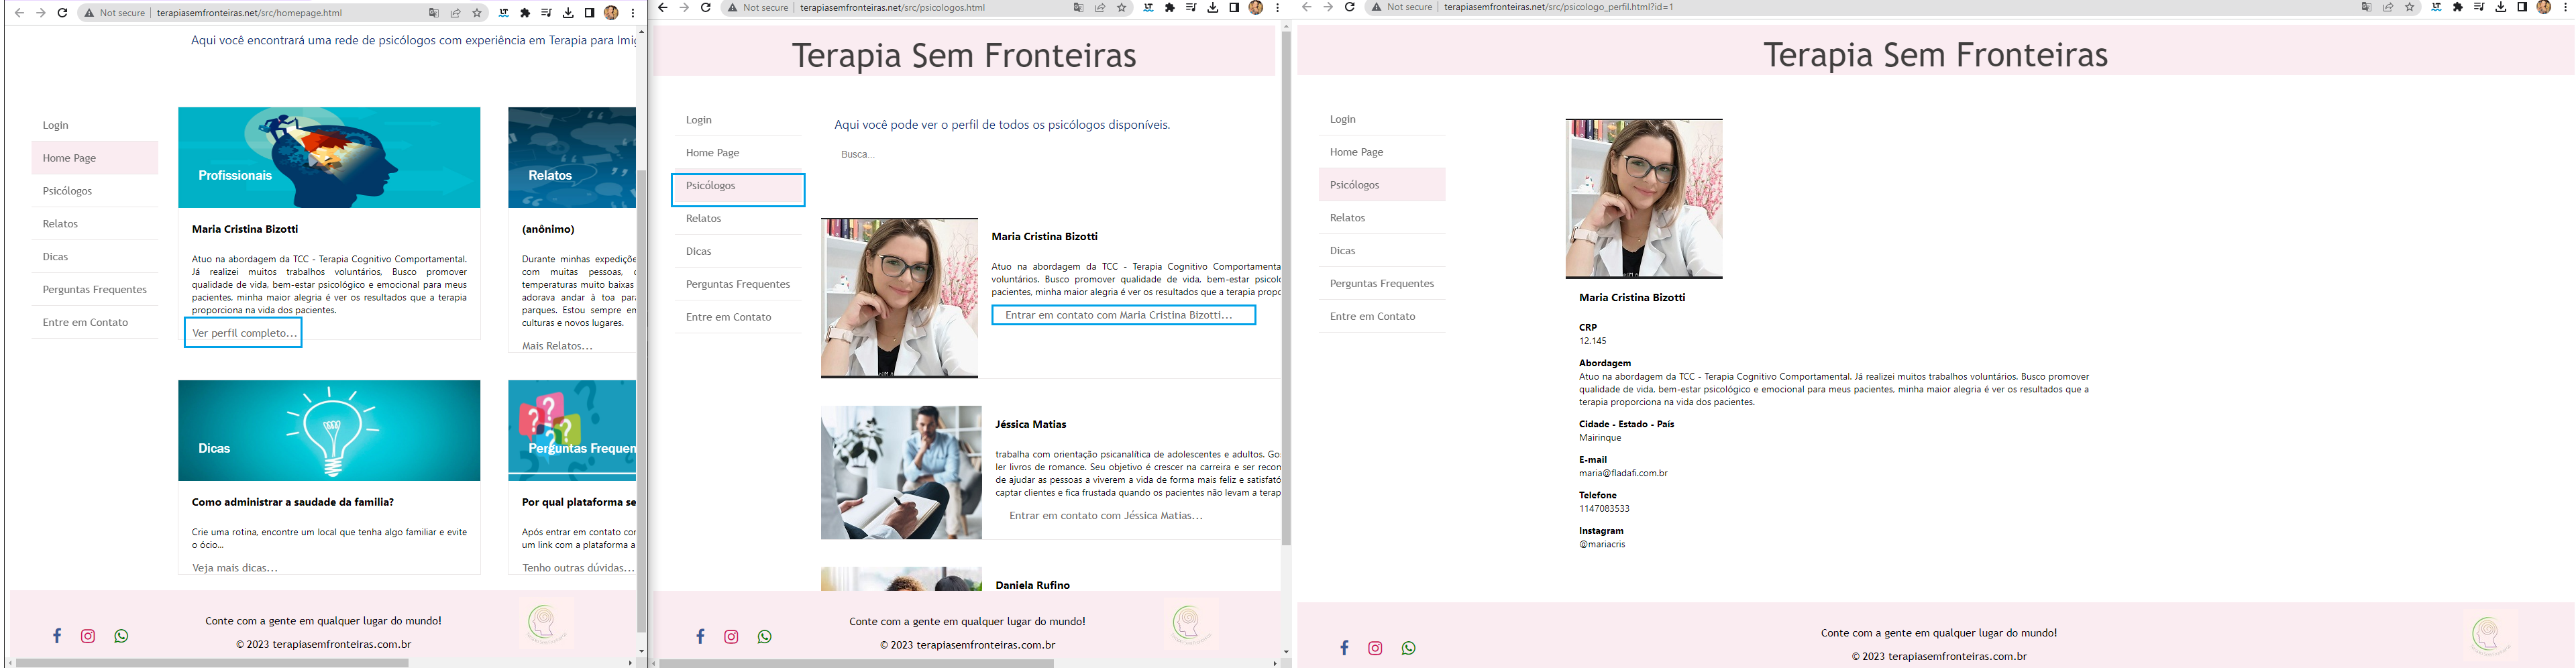 Not secure | terapiasemfronteiras.net/src/homepage.html
Aqui você encontrará uma rede de psicólogos com experiência em Terapia para Imig
Login
Home Page
Psicólogos
Relatos
Dicas
Perguntas Frequentes
Entre em Contato
Profissionais
Maria Cristina Bizotti
Atuo na abordagem da TCC - Terapia Cognitivo Comportamental.
Já realizei muitos trabalhos voluntários, Busco promover
qualidade de vida, bem-estar psicológico e emocional para meus
pacientes, minha maior alegria é ver os resultados que a terapia
proporciona na vida dos pacientes.
Ver perfil completo...
Relatos
(anônimo)
Durante minhas expediçõe
com muitas pessoas,
temperaturas muito baixas
adorava andar à toa par
parques. Estou sempre em
culturas e novos lugares.
Mais Relatos...
Dicas
Como administrar a saudade da família?
Crie uma rotina, encontre um local que tenha algo familiar e evite
o ócio...
Veja mais dicas...
Perguntas Frequen
Por qual plataforma se
Após entrar em contato com
um link com a plataforma a
Tenho outras dúvidas...
Conte com a gente em qualquer lugar do mundo!
© 2023 terapiasemfronteiras.com.br
Not secure | terapiasemfronteiras.net/src/psicologos.html
Terapia Sem Fronteiras
Login
Home Page
Psicólogos
Relatos
Dicas
Perguntas Frequentes
Entre em Contato
Aqui você pode ver o perfil de todos os psicólogos disponíveis.
Busca...
Maria Cristina Bizotti
Atuo na abordagem da TCC - Terapia Cognitivo Comportamenta
voluntários. Busco promover qualidade de vida, bem-estar psicol
pacientes, minha maior alegria é ver os resultados que a terapia propo
Entrar em contato com Maria Cristina Bizotti...
Jéssica Matias
trabalha com orientação psicanalítica de adolescentes e adultos. Go
ler livros de romance. Seu objetivo é crescer na carreira e ser recon
de ajudar as pessoas a viverem a vida de forma mais feliz e satisfató
captar clientes e fica frustada quando os pacientes não levam a terap
Entrar em contato com Jéssica Matias...
Daniela Rufino
Conte com a gente em qualquer lugar do mundo!
© 2023 terapiasemfronteiras.com.br
Not secure | terapiasemfronteiras.net/src/psicologo_perfil.html?id=1
Terapia Sem Fronteiras
Login
Home Page
Psicólogos
Relatos
Dicas
Perguntas Frequentes
Entre em Contato
Maria Cristina Bizotti
CRP
12.145
Abordagem
Atuo na abordagem da TCC - Terapia Cognitivo Comportamental. Já realizei muitos trabalhos voluntários. Busco promover
qualidade de vida, bem-estar psicológico e emocional para meus pacientes, minha maior alegria é ver os resultados que a
terapia proporciona na vida dos pacientes.
Cidade - Estado - País
Mairinque
E-mail
maria@fladafi.com.br
Telefone
1147083533
Instagram
@mariacris
Conte com a gente em qualquer lugar do mundo!
© 2023 terapiasemfronteiras.com.br